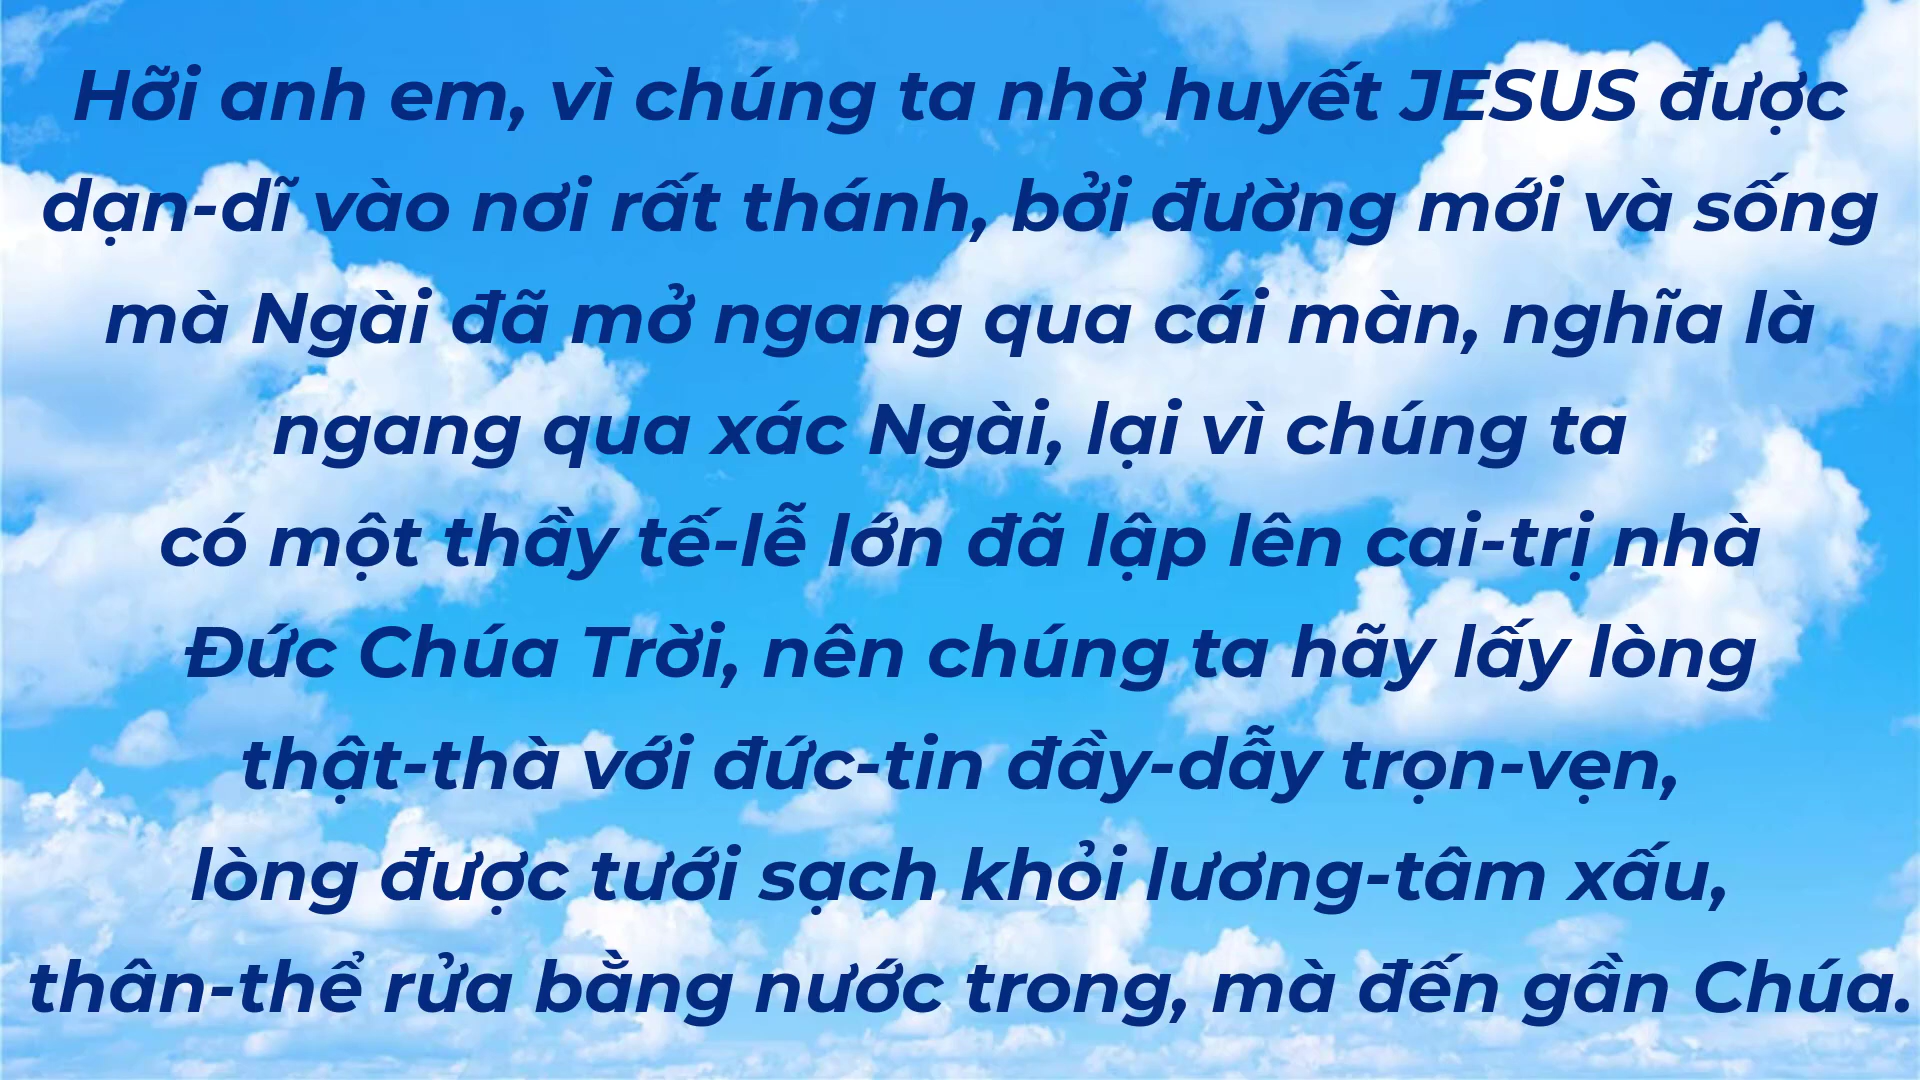 Hỡi anh em, vì chúng ta nhờ huyết JESUS được
dạn-dĩ vào nơi rất thánh, bởi đường mới và sống
mà Ngài đã mở ngang qua cái màn, nghĩa là
ngang qua xác Ngài, lại vì chúng ta
có một thầy tế-lễ lớn đã lập lên cai-trị nhà
Đức Chúa Trời, nên chúng ta hãy lấy lòng
thật-thà với đức-tin đầy-dẫy trọn-vẹn,
lòng được tưới sạch khỏi lương-tâm xấu,
thân-thể rửa bằng nước trong, mà đến gần Chúa.